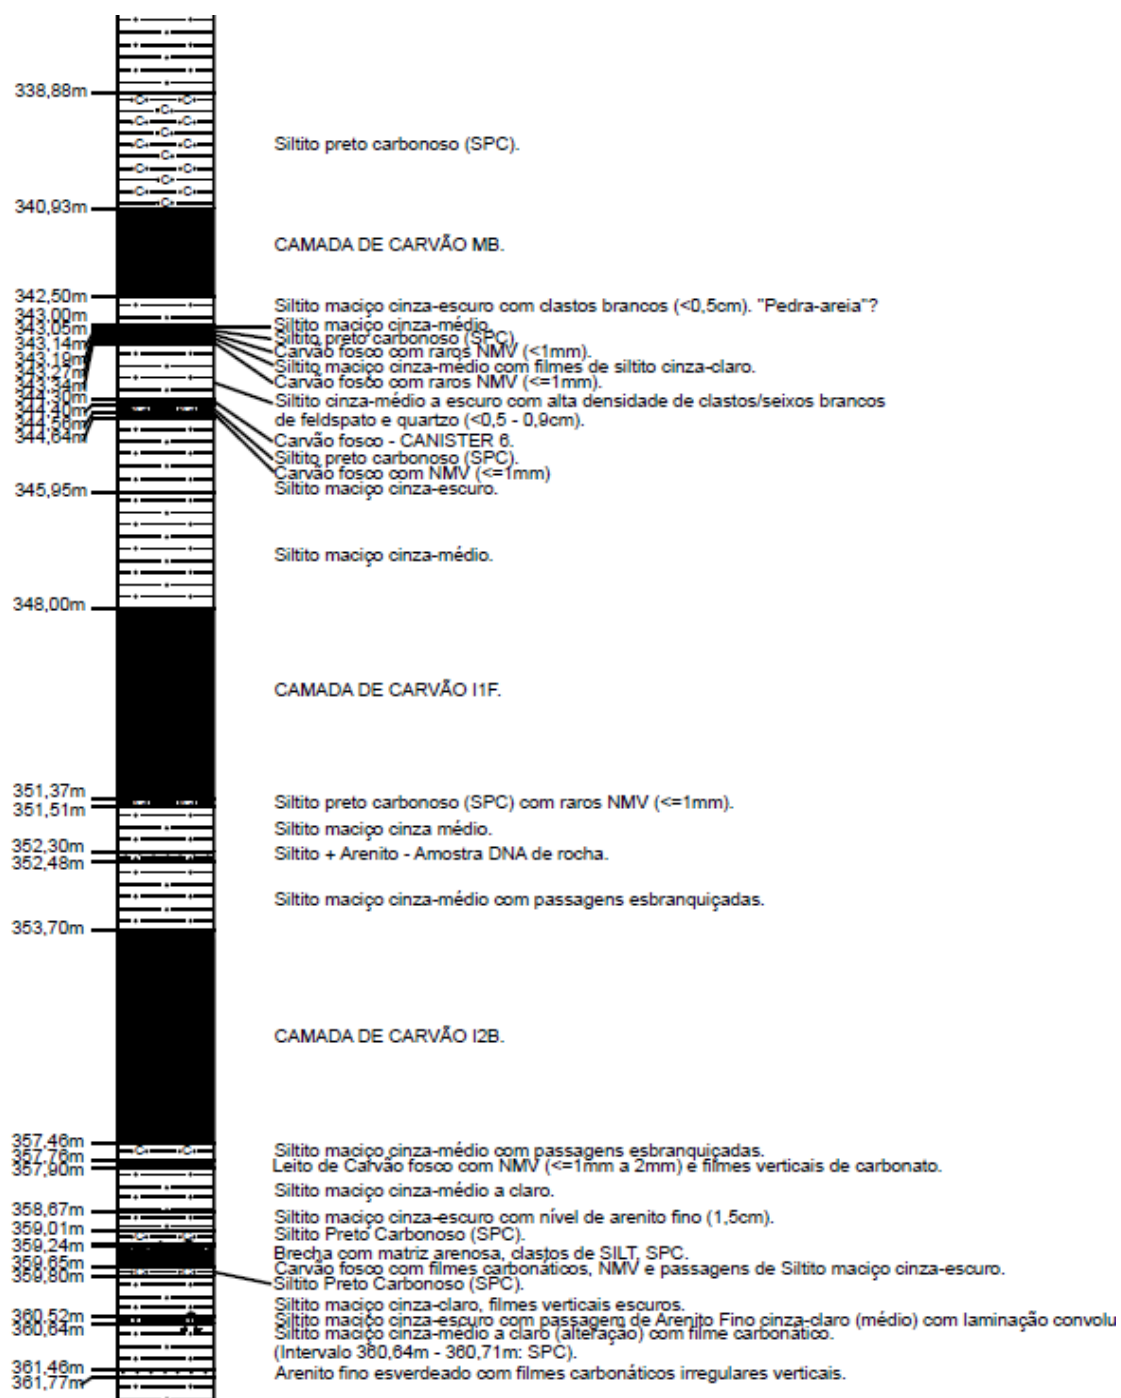 338,88m
Siltito preto carbonoso (SPC).
340,93m
CAMADA DE CARVÃO MB.
342,50m
Siltito maciço cinza-escuro com clastos brancos (<0,5cm). "Pedra-areia"?
343,00m
Siltito maciço cinza-médio.
343,05m
Siltito preto carbonoso (SPC)
343,14m
Carvão fosco com raros NMV (<1mm).
343,19m
Siltito maciço cinza-médio com filmes de siltito cinza-claro.
343,27m
Carvão fosco com raros NMV (<=1mm).
343,34m
Siltito cinza-médio a escuro com alta densidade de clastos/seixos brancos
de feldspato e quartzo (<0,5 - 0,9cm).
344,30m
Carvão fosco - CANISTER 6.
344,40m
Siltito preto carbonoso (SPC).
344,56m
Carvão fosco com NMV (<=1mm)
344,64m
Siltito maciço cinza-escuro.
345,95m
Siltito maciço cinza-médio.
348,00m
CAMADA DE CARVÃO I1F.
351,37m
Siltito preto carbonoso (SPC) com raros NMV (<=1mm).
351,51m
Siltito maciço cinza médio.
352,30m
Siltito + Arenito - Amostra DNA de rocha.
352,48m
Siltito maciço cinza-médio com passagens esbranquiçadas.
353,70m
CAMADA DE CARVÃO I2B.
357,46m
Siltito maciço cinza-médio com passagens esbranquiçadas.
357,76m
Leito de Carvão fosco com NMV (<=1mm a 2mm) e filmes verticais de carbonato.
357,90m
Siltito maciço cinza-médio a claro.
358,67m
Siltito maciço cinza-escuro com nível de arenito fino (1,5cm).
359,01m
Siltito Preto Carbonoso (SPC).
359,24m
Brecha com matriz arenosa, clastos de SILT, SPC.
Carvão fosco com filmes carbonáticos, NMV e passagens de Siltito maciço cinza-escuro.
359,65m
Siltito Preto Carbonoso (SPC).
359,80m
Siltito maciço cinza-claro, filmes verticais escuros.
360,52m
Siltito maciço cinza-escuro com passagem de Arenito Fino cinza-claro (médio) com laminação convolu
360,64m
Siltito maciço cinza-médio a claro (alteração) com filme carbonático.
(Intervalo 360,64m - 360,71m: SPC).
361,46m
Arenito fino esverdeado com filmes carbonáticos irregulares verticais.
361,77m